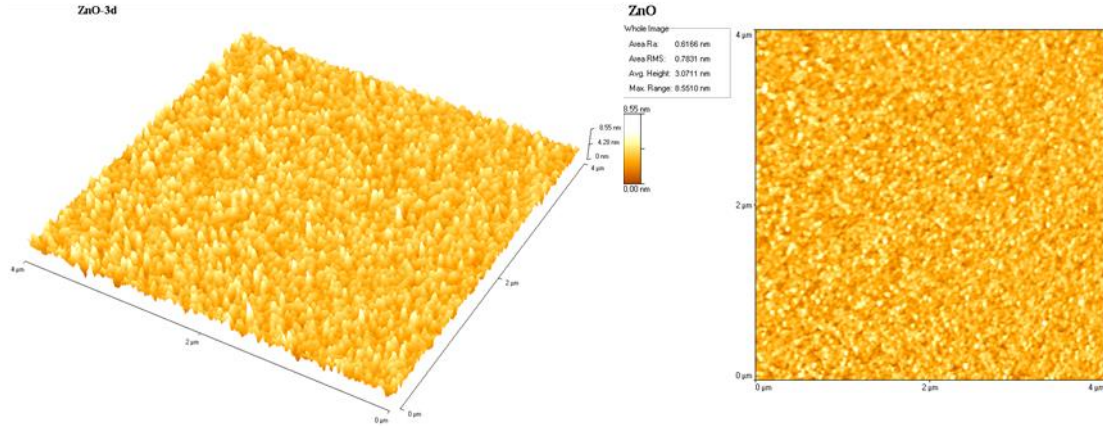 ZnO-3d
8.55 nm
4.28 nm
0 nm
4 µm
2 µm
0 µm
4 µm
2 µm
0 µm
ZnO
Whole Image
Area Ra: 0.6166 nm
Area RMS: 0.7831 nm
Avg. Height: 3.0711 nm
Max. Range: 8.5510 nm
8.55 nm
0.00 nm
4 µm
2 µm
0 µm
0 µm
2 µm
4 µm